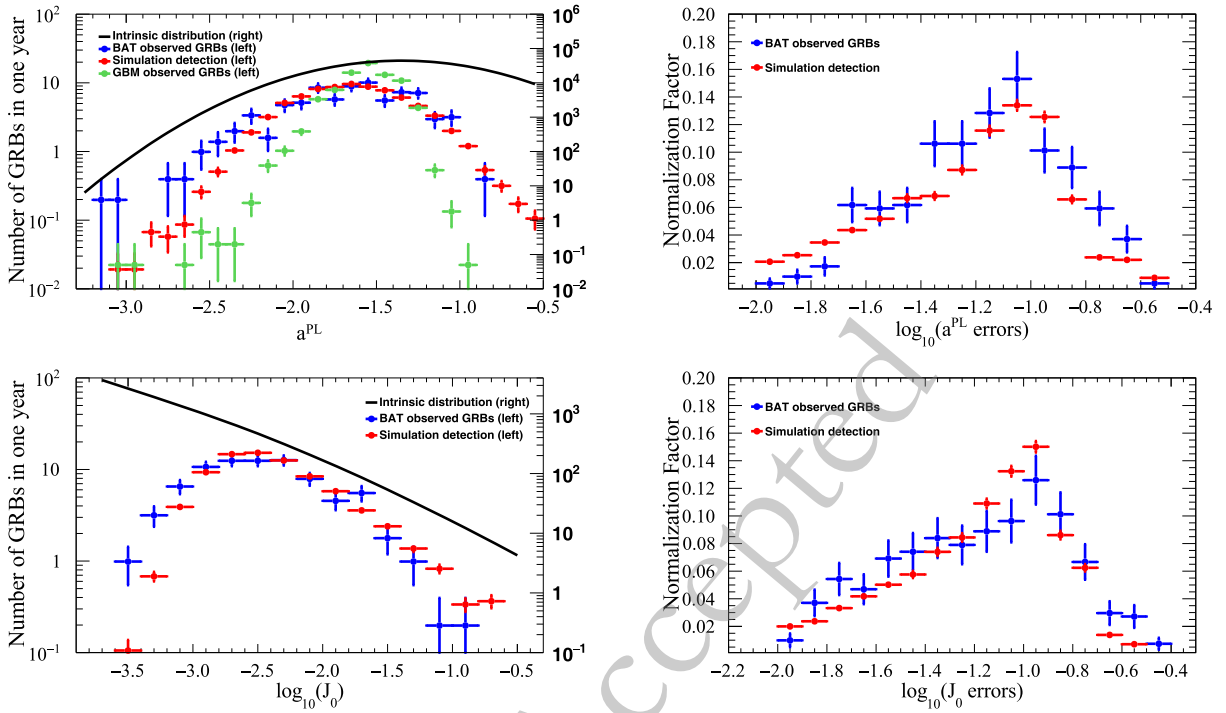 Number of GRBs in one year
10²
10
1
10⁻¹
10⁻²
Intrinsic distribution (right)
BAT observed GRBs (left)
Simulation detection (left)
GBM observed GRBs (left)
10⁶
10⁵
10⁴
10³
10²
10
1
10⁻¹
10⁻²
−3.0 −2.5 −2.0 −1.5 −1.0 −0.5
a^PL
Normalization Factor
0.20
0.18
0.16
0.14
0.12
0.10
0.08
0.06
0.04
0.02
BAT observed GRBs
Simulation detection
−2.0 −1.8 −1.6 −1.4 −1.2 −1.0 −0.8 −0.6 −0.4
log₁₀(a^PL errors)
Number of GRBs in one year
10²
10
1
10⁻¹
Intrinsic distribution (right)
BAT observed GRBs (left)
Simulation detection (left)
10³
10²
10
1
10⁻¹
−3.5 −3.0 −2.5 −2.0 −1.5 −1.0 −0.5
log₁₀(J₀)
Normalization Factor
0.20
0.18
0.16
0.14
0.12
0.10
0.08
0.06
0.04
0.02
BAT observed GRBs
Simulation detection
−2.2 −2.0 −1.8 −1.6 −1.4 −1.2 −1.0 −0.8 −0.6 −0.4
log₁₀(J₀ errors)
ccepted